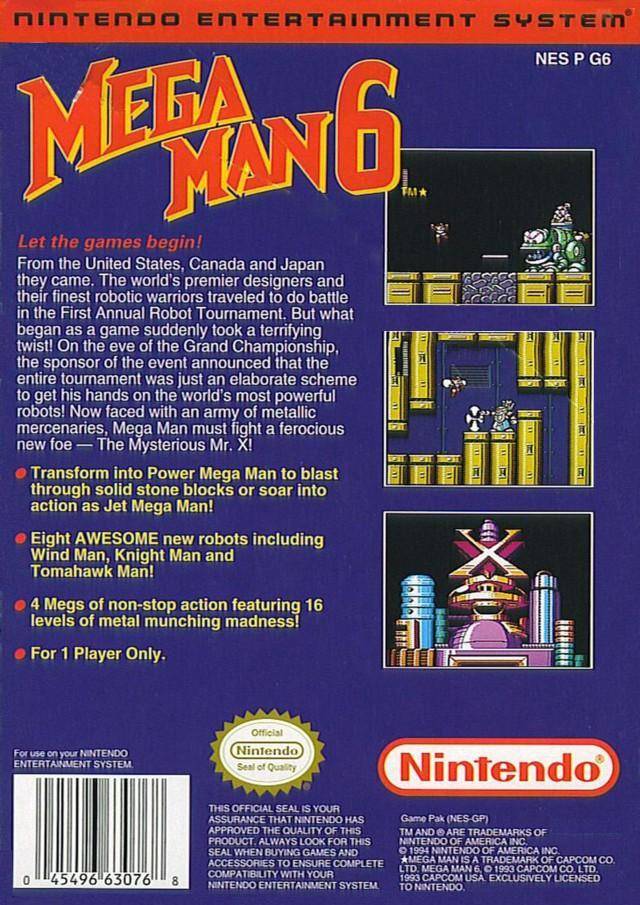 NINTENDO ENTERTAINMENT SYSTEM®
NES P G6
MEGA
MAN 6
TM★
Let the games begin!
From the United States, Canada and Japan
they came. The world's premier designers and
their finest robotic warriors traveled to do battle
in the First Annual Robot Tournament. But what
began as a game suddenly took a terrifying
twist! On the eve of the Grand Championship,
the sponsor of the event announced that the
entire tournament was just an elaborate scheme
to get his hands on the world's most powerful
robots! Now faced with an army of metallic
mercenaries, Mega Man must fight a ferocious
new foe — The Mysterious Mr. X!
● Transform into Power Mega Man to blast
through solid stone blocks or soar into
action as Jet Mega Man!
● Eight AWESOME new robots including
Wind Man, Knight Man and
Tomahawk Man!
● 4 Megs of non-stop action featuring 16
levels of metal munching madness!
● For 1 Player Only.
X
For use on your NINTENDO
ENTERTAINMENT SYSTEM.
0 45496 63076 8
Official
Nintendo
Seal of Quality
THIS OFFICIAL SEAL IS YOUR
ASSURANCE THAT NINTENDO HAS
APPROVED THE QUALITY OF THIS
PRODUCT. ALWAYS LOOK FOR THIS
SEAL WHEN BUYING GAMES AND
ACCESSORIES TO ENSURE COMPLETE
COMPATIBILITY WITH YOUR
NINTENDO ENTERTAINMENT SYSTEM.
Nintendo®
Game Pak (NES-GP)
TM AND ® ARE TRADEMARKS OF
NINTENDO OF AMERICA INC.
© 1994 NINTENDO OF AMERICA INC.
★MEGA MAN IS A TRADEMARK OF CAPCOM CO.
LTD. MEGA MAN 6, © 1993 CAPCOM CO. LTD.
1993 CAPCOM USA. EXCLUSIVELY LICENSED
TO NINTENDO.